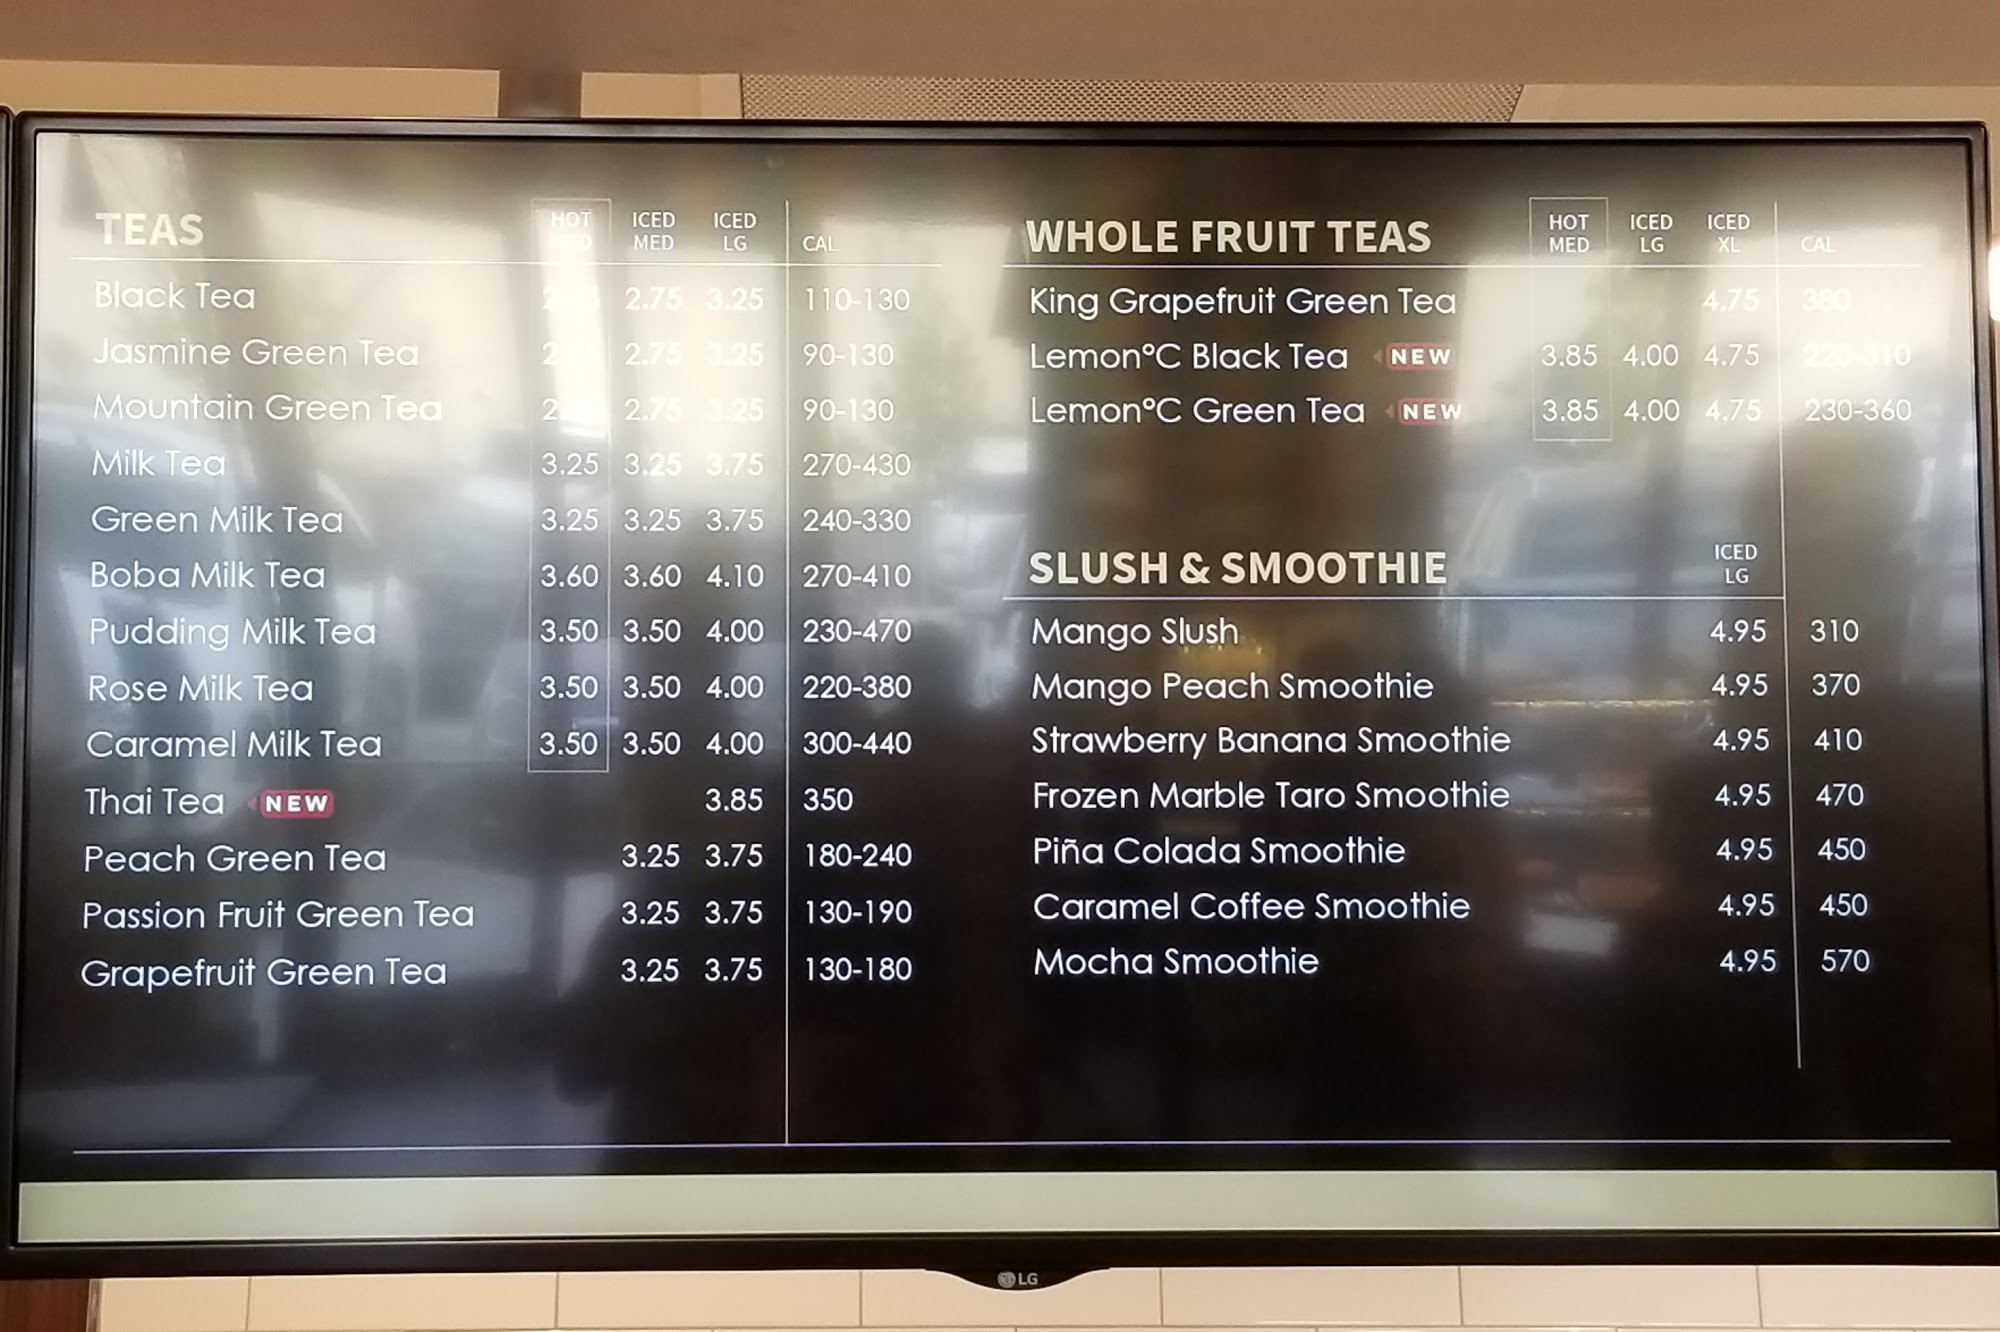 TEAS HOT MED ICED MED ICED LG CAL
Black Tea 2.75 3.25 110-130
Jasmine Green Tea 2.75 3.25 90-130
Mountain Green Tea 2.75 3.25 90-130
Milk Tea 3.25 3.25 3.75 270-430
Green Milk Tea 3.25 3.25 3.75 240-330
Boba Milk Tea 3.60 3.60 4.10 270-410
Pudding Milk Tea 3.50 3.50 4.00 230-470
Rose Milk Tea 3.50 3.50 4.00 220-380
Caramel Milk Tea 3.50 3.50 4.00 300-440
Thai Tea NEW 3.85 350
Peach Green Tea 3.25 3.75 180-240
Passion Fruit Green Tea 3.25 3.75 130-190
Grapefruit Green Tea 3.25 3.75 130-180
WHOLE FRUIT TEAS HOT MED ICED LG ICED XL CAL
King Grapefruit Green Tea 4.75 380
Lemon°C Black Tea NEW 3.85 4.00 4.75 220-310
Lemon°C Green Tea NEW 3.85 4.00 4.75 230-360
SLUSH & SMOOTHIE ICED LG
Mango Slush 4.95 310
Mango Peach Smoothie 4.95 370
Strawberry Banana Smoothie 4.95 410
Frozen Marble Taro Smoothie 4.95 470
Piña Colada Smoothie 4.95 450
Caramel Coffee Smoothie 4.95 450
Mocha Smoothie 4.95 570
LG